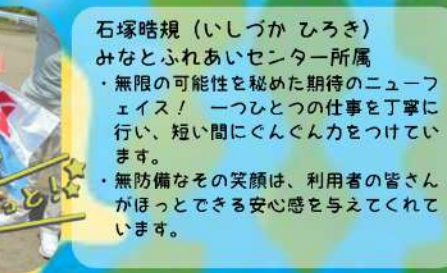 石塚晧規（いしづか ひろき）
みなとふれあいセンター所属
・無限の可能性を秘めた期待のニューフ
ェイス！　一つひとつの仕事を丁寧に
行い、短い間にぐんぐん力をつけてい
ます。
・無防備なその笑顔は、利用者の皆さん
がほっとできる安心感を与えてくれて
います。
っと！